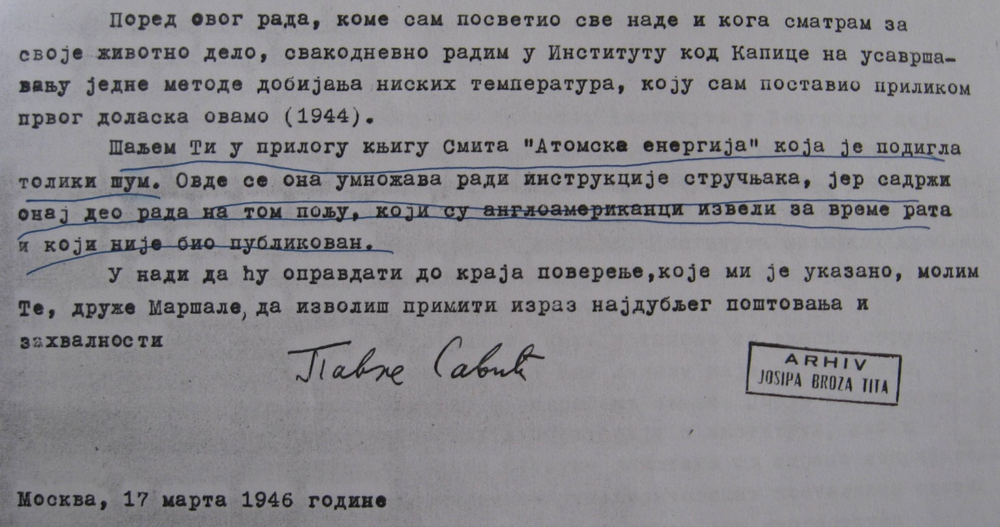 Поред овог рада, коме сам посветио све наде и кога сматрам за
своје животно дело, свакодневно радим у Институту код Капице на усаврша-
вању једне методе добијања ниских температура, коју сам поставио приликом
првог доласка овамо (1944).
Шаљем Ти у прилогу књигу Смита "Атомска енергија" која је подигла
толики шум. Овде се она умножава ради инструкције стручњака, јер садржи
онај део рада на том пољу, који су англоамериканци извели за време рата
и који није био публикован.
У нади да ћу оправдати до краја поверење,које ми је указано, молим
Те, друже Маршале, да изволиш примити израз најдубљег поштовања и
захвалности
Павле Савић
ARHIV
JOSIPA BROZA TITA
Москва, 17 марта 1946 године